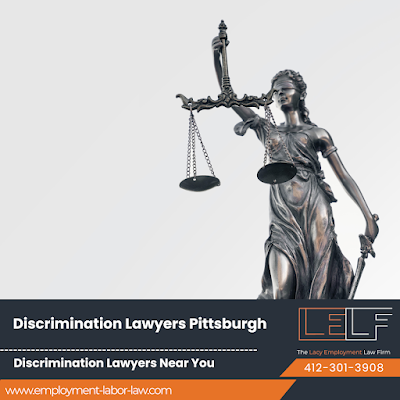 Discrimination Lawyers Pittsburgh
Discrimination Lawyers Near You
www.employment-labor-law.com
LELF
The Lacy Employment Law Firm
412-301-3908